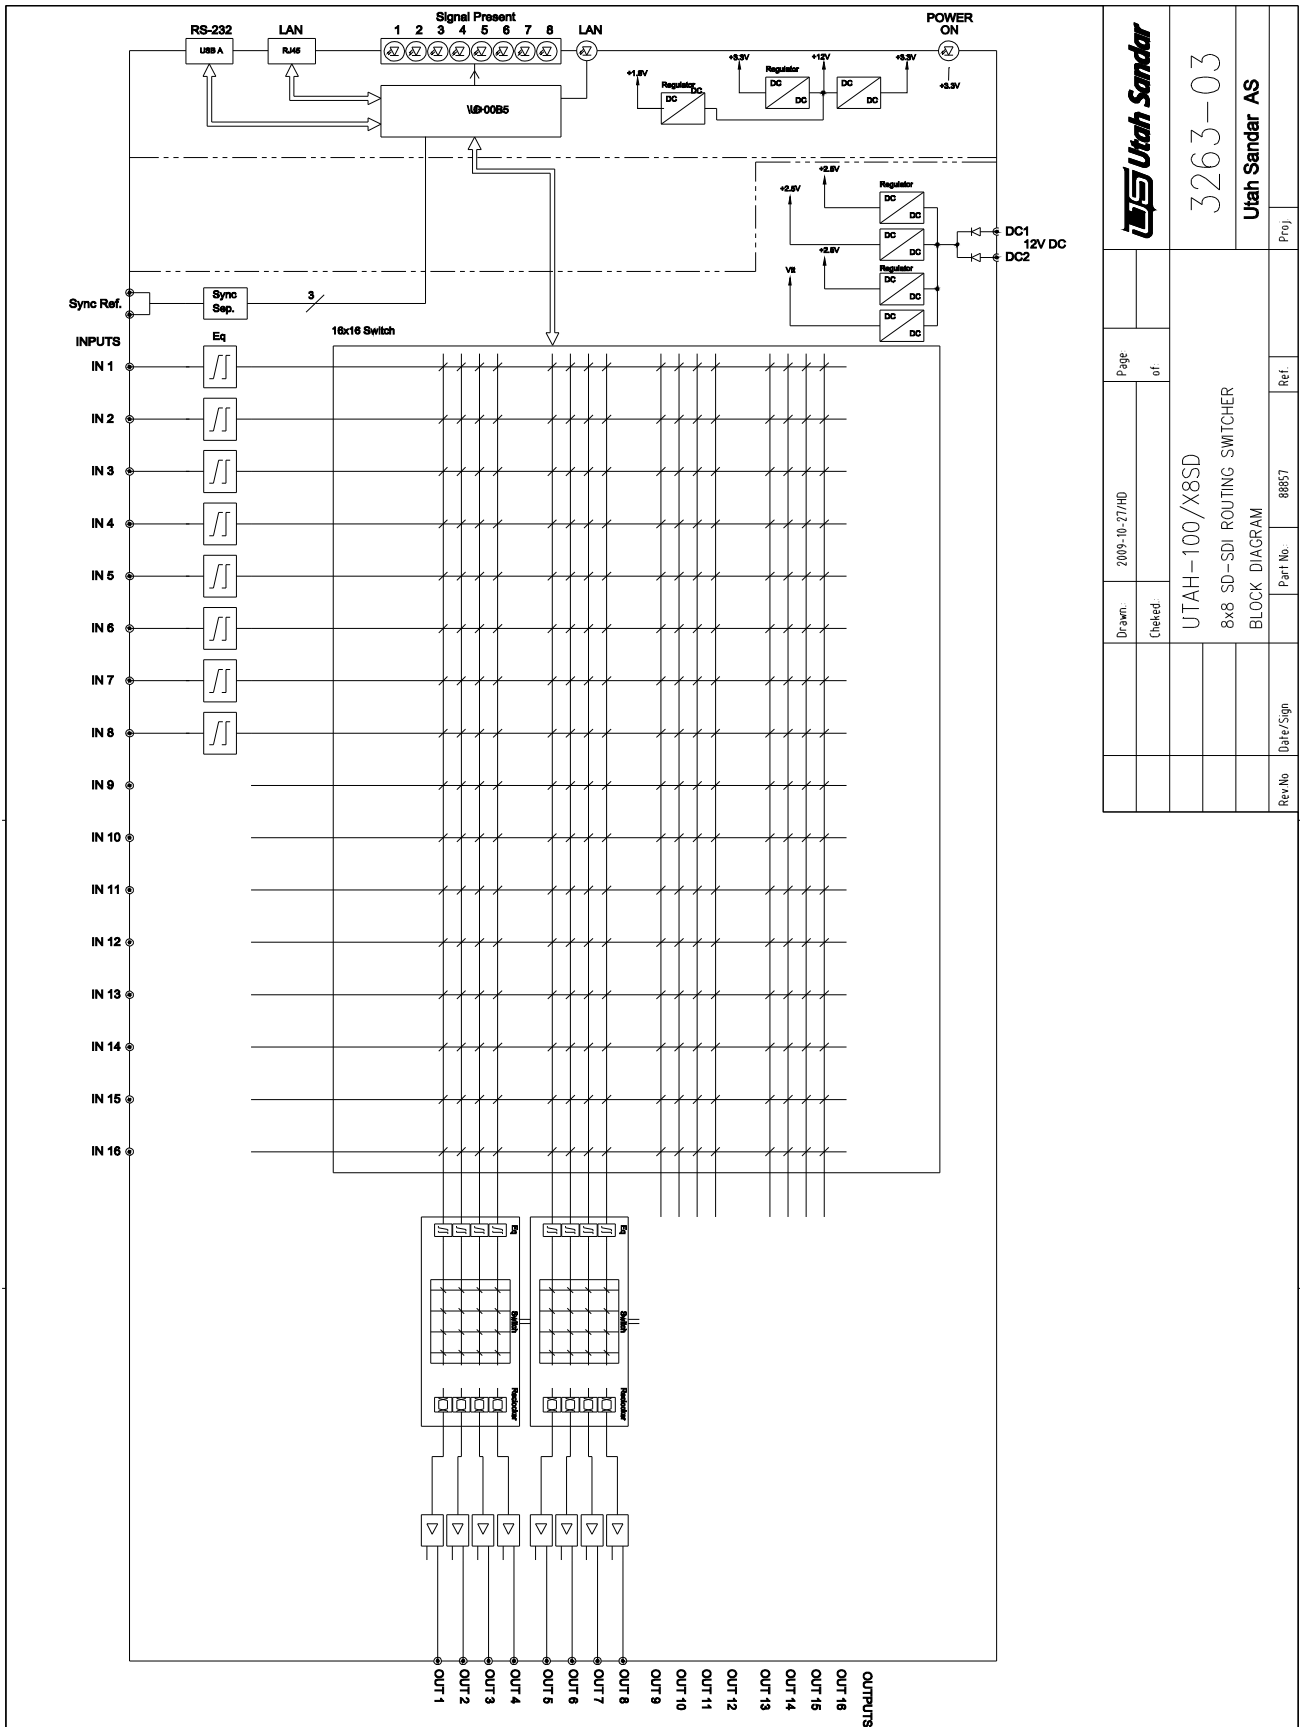 RS-232
LAN
Signal Present
1 2 3 4 5 6 7 8
LAN
POWER
ON
USB A
RJ45
+1.8V
Regulator
DC
DC
+3.3V
Regulator
DC
DC
+12V
DC
DC
+3.3V
+3.3V
\U+00B5
+2.5V
+2.5V
Regulator
DC
DC
DC
DC
+2.5V
Regulator
DC
DC
DC
DC
DC1
12V DC
DC2
Sync Ref.
Sync
Sep.
3
INPUTS
Eq
16x16 Switch
IN 1
IN 2
IN 3
IN 4
IN 5
IN 6
IN 7
IN 8
IN 9
IN 10
IN 11
IN 12
IN 13
IN 14
IN 15
IN 16
Eq
Switch
Reclocker
Eq
Switch
Reclocker
OUT 1
OUT 2
OUT 3
OUT 4
OUT 5
OUT 6
OUT 7
OUT 8
OUT 9
OUT 10
OUT 11
OUT 12
OUT 13
OUT 14
OUT 15
OUT 16
OUTPUTS
Utah Sandar
3263-03
Utah Sandar AS
Proj.
Page:
of:
Ref.
Drawn.:
2009-10-27/HD
Cheked.:
UTAH-100/X8SD
8x8 SD-SDI ROUTING SWITCHER
BLOCK DIAGRAM
Part No.:
88857
Rev.No
Date/Sign